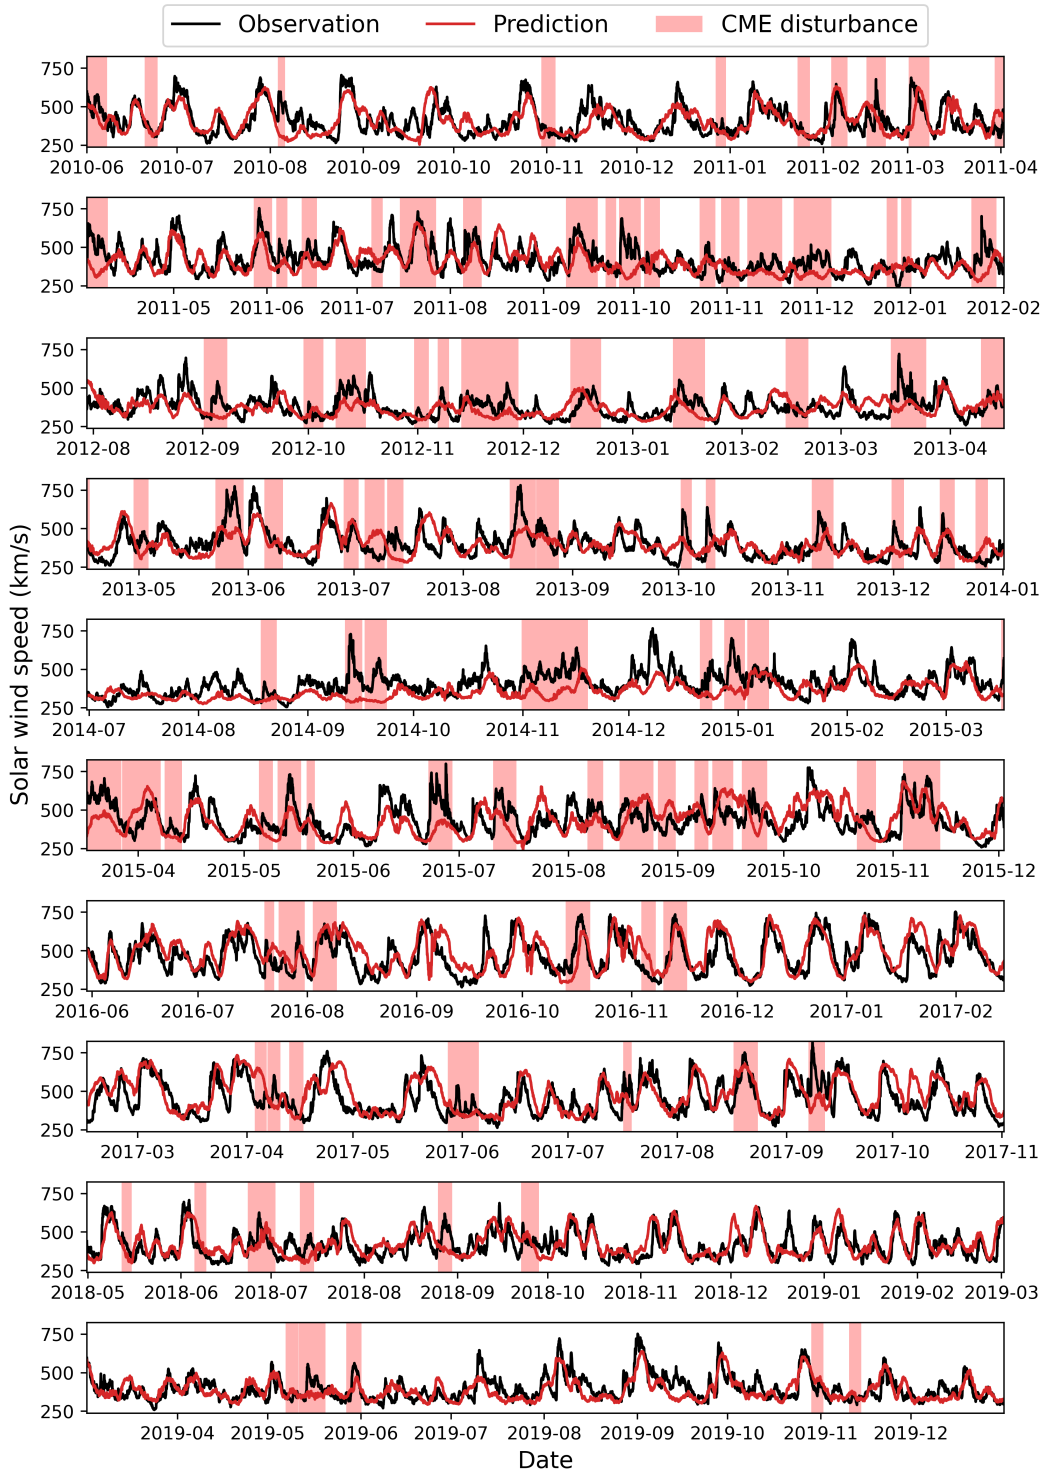 Observation Prediction CME disturbance
750
500
250
2010-06 2010-07 2010-08 2010-09 2010-10 2010-11 2010-12 2011-01 2011-02 2011-03 2011-04
750
500
250
2011-05 2011-06 2011-07 2011-08 2011-09 2011-10 2011-11 2011-12 2012-01 2012-02
750
500
250
2012-08 2012-09 2012-10 2012-11 2012-12 2013-01 2013-02 2013-03 2013-04
750
500
250
2013-05 2013-06 2013-07 2013-08 2013-09 2013-10 2013-11 2013-12 2014-01
Solar wind speed (km/s)
750
500
250
2014-07 2014-08 2014-09 2014-10 2014-11 2014-12 2015-01 2015-02 2015-03
750
500
250
2015-04 2015-05 2015-06 2015-07 2015-08 2015-09 2015-10 2015-11 2015-12
750
500
250
2016-06 2016-07 2016-08 2016-09 2016-10 2016-11 2016-12 2017-01 2017-02
750
500
250
2017-03 2017-04 2017-05 2017-06 2017-07 2017-08 2017-09 2017-10 2017-11
750
500
250
2018-05 2018-06 2018-07 2018-08 2018-09 2018-10 2018-11 2018-12 2019-01 2019-02 2019-03
750
500
250
2019-04 2019-05 2019-06 2019-07 2019-08 2019-09 2019-10 2019-11 2019-12
Date